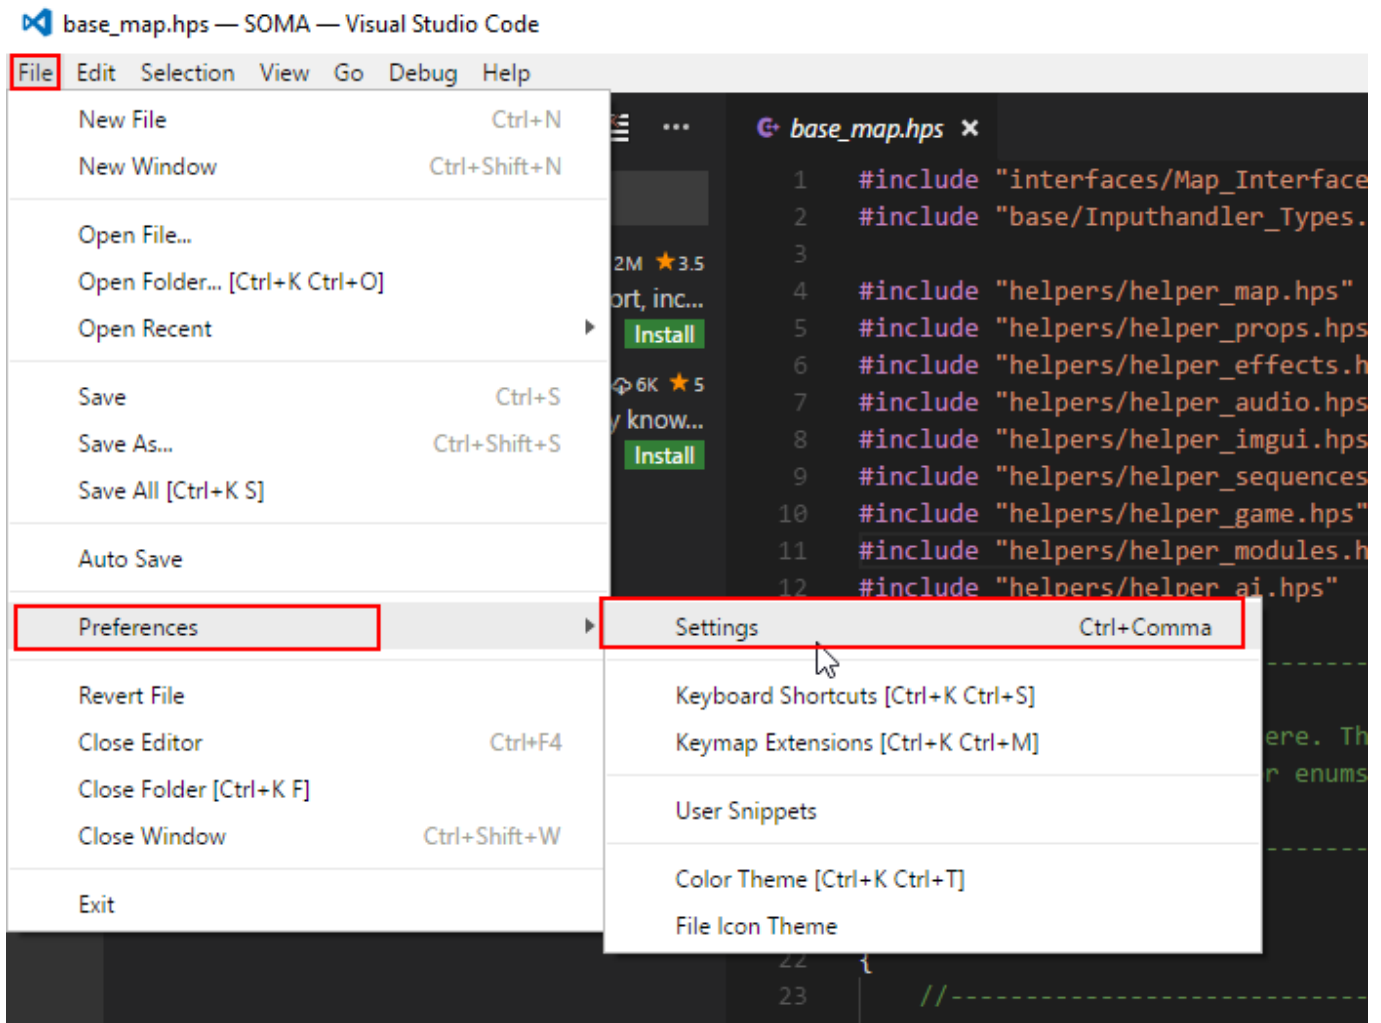 base_map.hps — SOMA — Visual Studio Code
File Edit Selection View Go Debug Help
New File Ctrl+N
New Window Ctrl+Shift+N
Open File...
Open Folder... [Ctrl+K Ctrl+O]
Open Recent
Save Ctrl+S
Save As... Ctrl+Shift+S
Save All [Ctrl+K S]
Auto Save
Preferences
Revert File
Close Editor Ctrl+F4
Close Folder [Ctrl+K F]
Close Window Ctrl+Shift+W
Exit
Settings Ctrl+Comma
Keyboard Shortcuts [Ctrl+K Ctrl+S]
Keymap Extensions [Ctrl+K Ctrl+M]
User Snippets
Color Theme [Ctrl+K Ctrl+T]
File Icon Theme
2M ★3.5
ort, inc...
Install
6K ★5
know...
Install
base_map.hps
1 #include "interfaces/Map_Interface
2 #include "base/Inputhandler_Types.
3
4 #include "helpers/helper_map.hps"
5 #include "helpers/helper_props.hps
6 #include "helpers/helper_effects.h
7 #include "helpers/helper_audio.hps
8 #include "helpers/helper_imgui.hps
9 #include "helpers/helper_sequences
10 #include "helpers/helper_game.hps"
11 #include "helpers/helper_modules.h
12 #include "helpers/helper_ai.hps"
ere. Th
r enums
22 {
23 //------------------------------